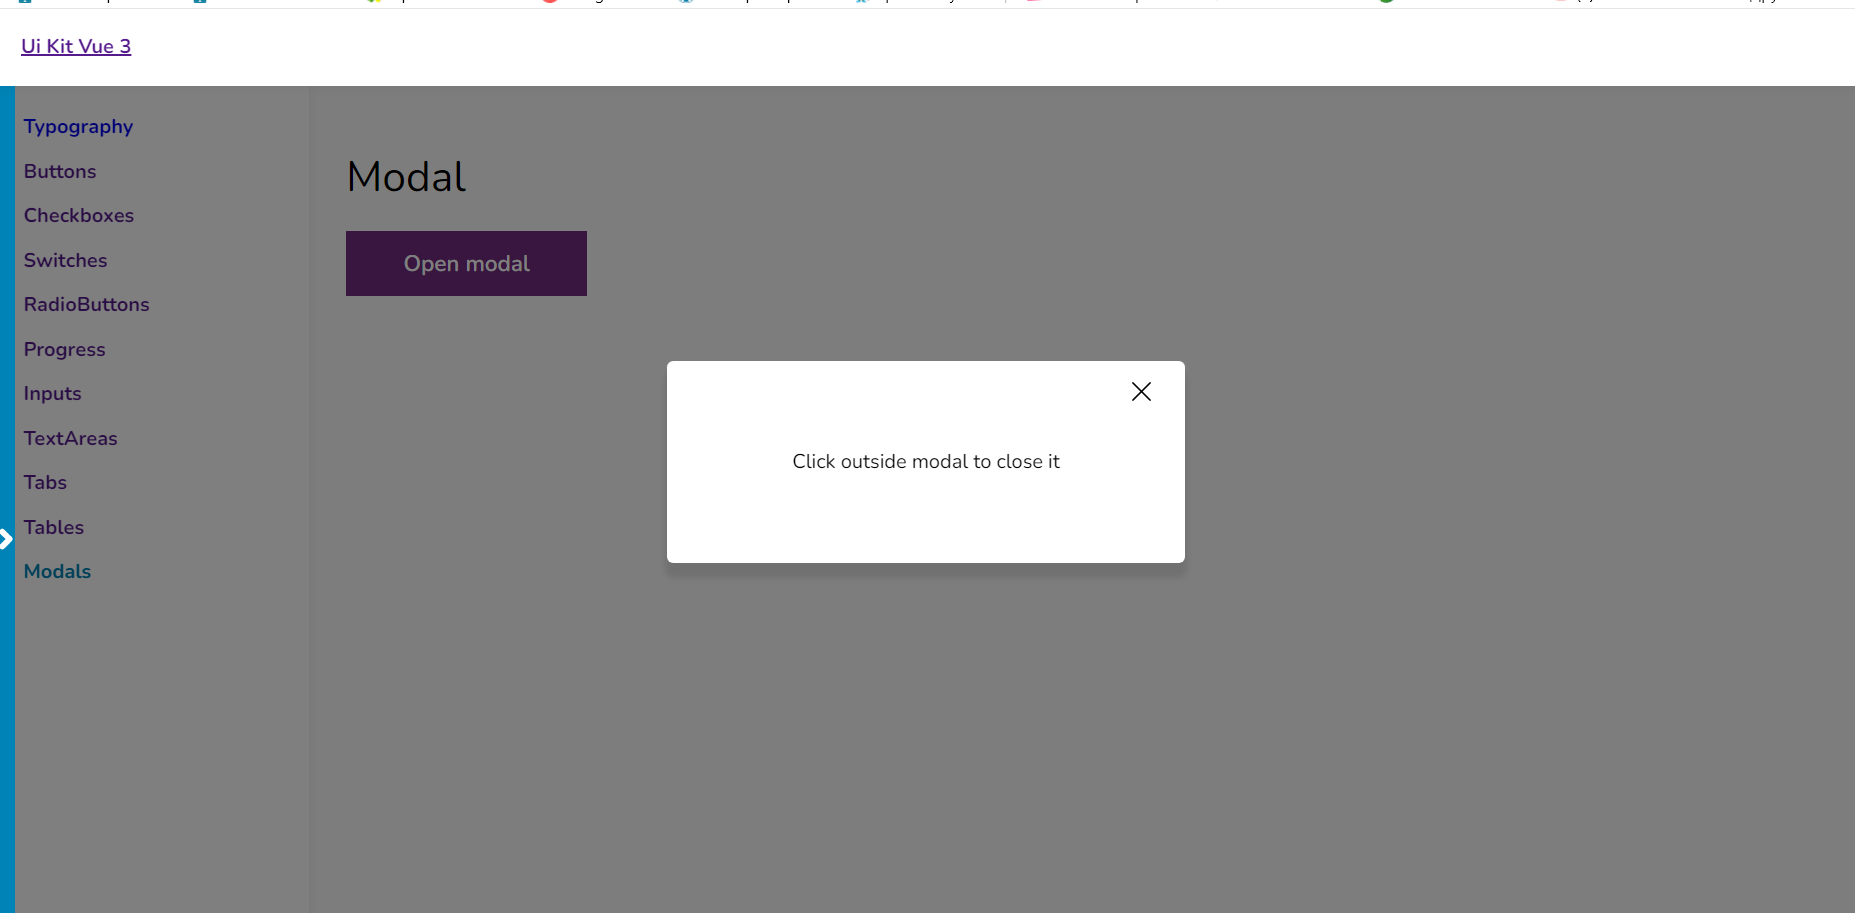 Ui Kit Vue 3
Typography
Buttons
Checkboxes
Switches
RadioButtons
Progress
Inputs
TextAreas
Tabs
Tables
Modals
Modal
Open modal
Click outside modal to close it